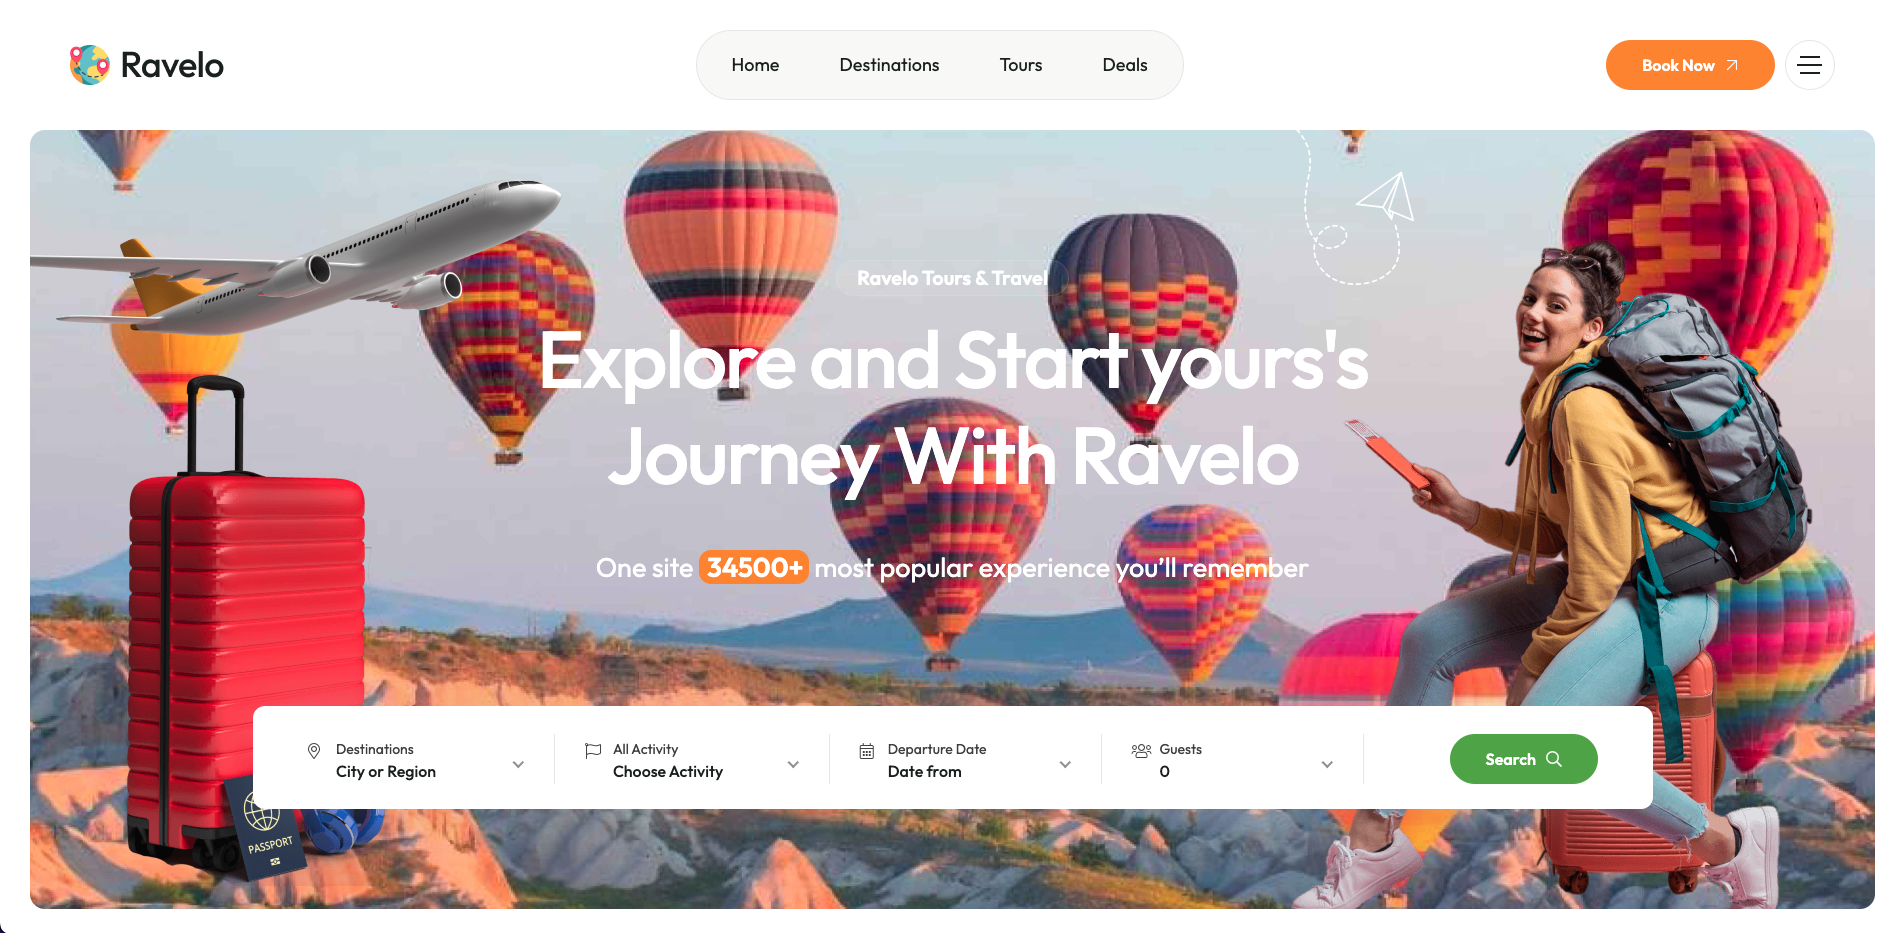 Ravelo
Home
Destinations
Tours
Deals
Book Now
Ravelo Tours & Travel
Explore and Start yours's
Journey With Ravelo
One site 34500+ most popular experience you’ll remember
Destinations
City or Region
All Activity
Choose Activity
Departure Date
Date from
Guests
0
Search
PASSPORT